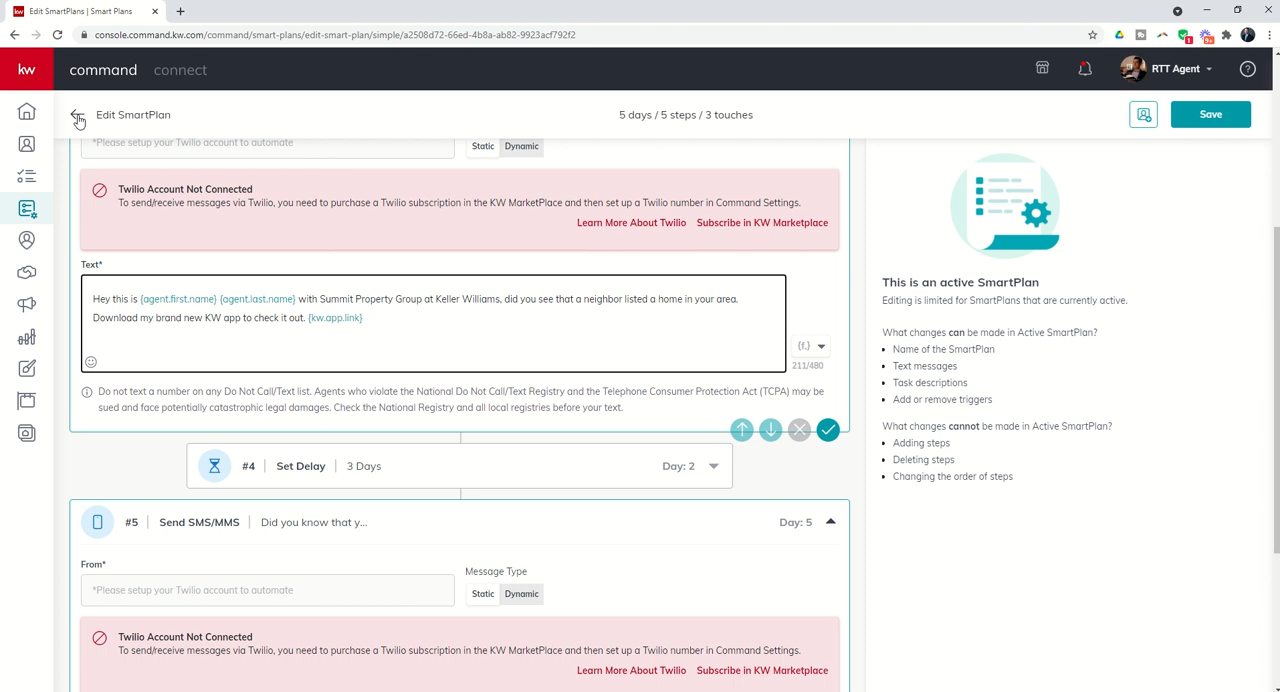 kw Edit SmartPlans | Smart Plans
console.command.kw.com/command/smart-plans/edit-smart-plan/simple/a2508d72-66ed-4b8a-ab82-9923acf792f2
1
9+
kw
command connect
RTT Agent
Edit SmartPlan
5 days / 5 steps / 3 touches
Save
*Please setup your Twilio account to automate
Static Dynamic
Twilio Account Not Connected
To send/receive messages via Twilio, you need to purchase a Twilio subscription in the KW MarketPlace and then set up a Twilio number in Command Settings.
Learn More About Twilio Subscribe in KW Marketplace
Text*
Hey this is {agent.first.name} {agent.last.name} with Summit Property Group at Keller Williams, did you see that a neighbor listed a home in your area.
Download my brand new KW app to check it out. {kw.app.link}
{f.}
211/480
Do not text a number on any Do Not Call/Text list. Agents who violate the National Do Not Call/Text Registry and the Telephone Consumer Protection Act (TCPA) may be
sued and face potentially catastrophic legal damages. Check the National Registry and all local registries before your text.
#4 Set Delay 3 Days Day: 2
#5 Send SMS/MMS Did you know that y... Day: 5
From*
*Please setup your Twilio account to automate
Message Type
Static Dynamic
Twilio Account Not Connected
To send/receive messages via Twilio, you need to purchase a Twilio subscription in the KW MarketPlace and then set up a Twilio number in Command Settings.
Learn More About Twilio Subscribe in KW Marketplace
This is an active SmartPlan
Editing is limited for SmartPlans that are currently active.
What changes can be made in Active SmartPlan?
Name of the SmartPlan
Text messages
Task descriptions
Add or remove triggers
What changes cannot be made in Active SmartPlan?
Adding steps
Deleting steps
Changing the order of steps